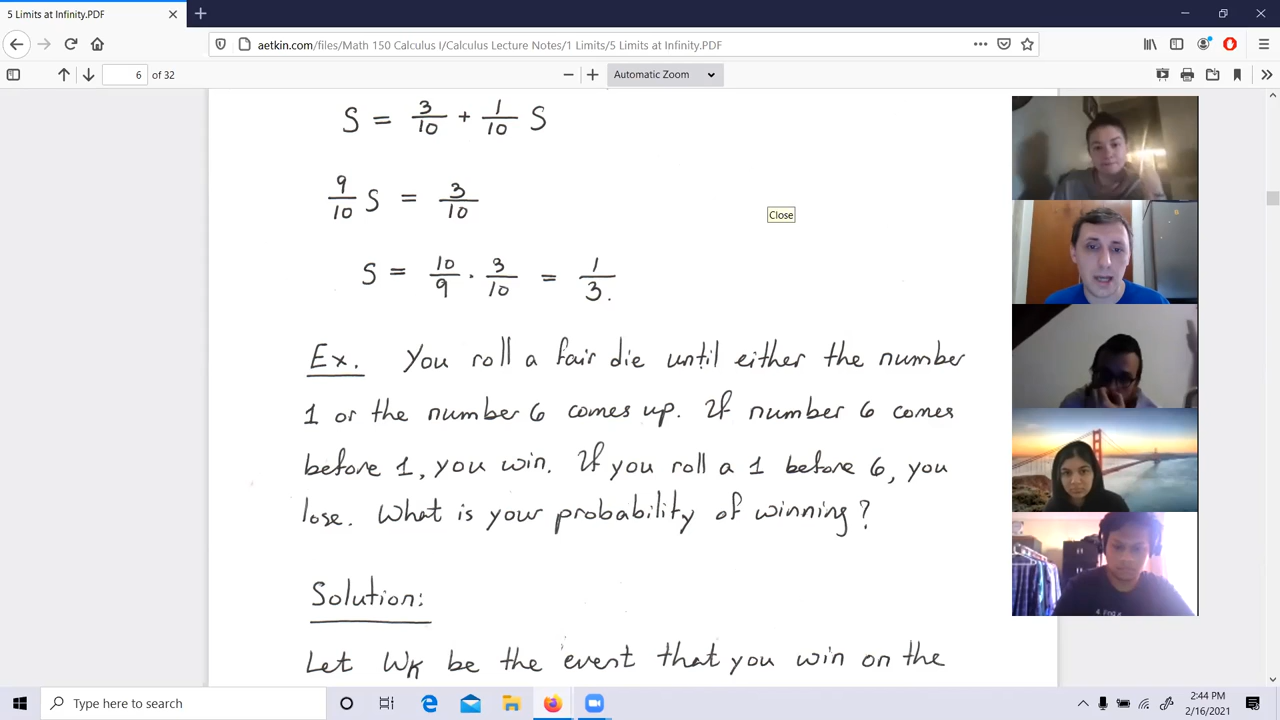 5 Limits at Infinity.PDF
aetkin.com/files/Math 150 Calculus I/Calculus Lecture Notes/1 Limits/5 Limits at Infinity.PDF
6 of 32
Automatic Zoom
S = 3/10 + 1/10 S
9/10 S = 3/10
Close
S = 10/9 · 3/10 = 1/3.
Ex. You roll a fair die until either the number
1 or the number 6 comes up. If number 6 comes
before 1, you win. If you roll a 1 before 6, you
lose. What is your probability of winning?
Solution:
Let WK be the event that you win on the
Type here to search
2:44 PM
2/16/2021